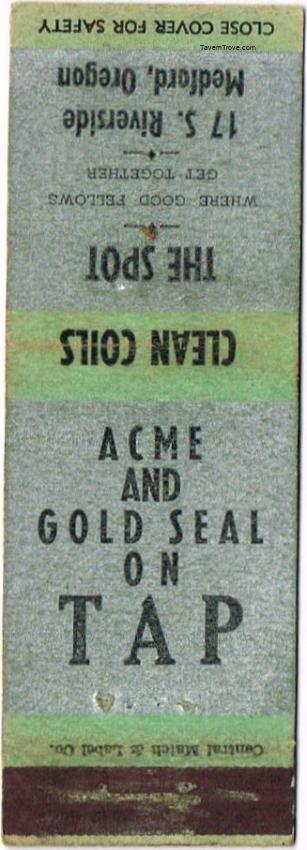 CLOSE COVER FOR SAFETY
TavernTrove.com
17 S. Riverside
Medford, Oregon
WHERE GOOD FELLOWS
GET TOGETHER
THE SPOT
CLEAN COILS
ACME
AND
GOLD SEAL
ON
TAP
Central Match & Label Co.